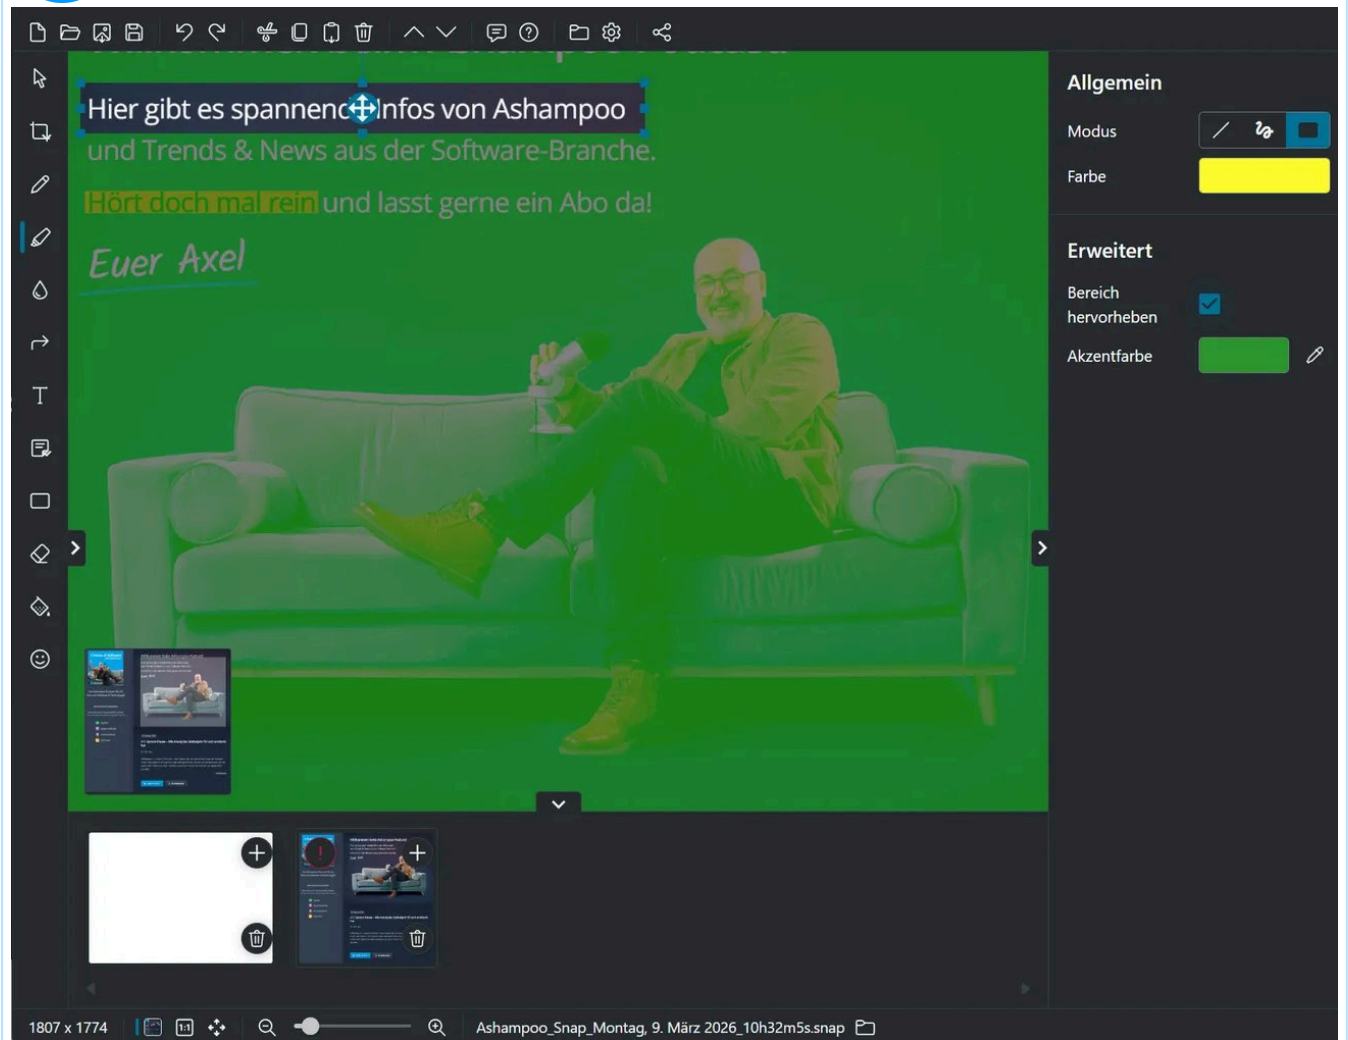 Hier gibt es spannend Infos von Ashampoo
und Trends & News aus der Software-Branche.
Hört doch mal rein und lasst gerne ein Abo da!
Euer Axel
Allgemein
Modus
Farbe
Erweitert
Bereich
hervorheben
Akzentfarbe
1807 x 1774
1:1
Ashampoo_Snap_Montag, 9. März 2026_10h32m5s.snap